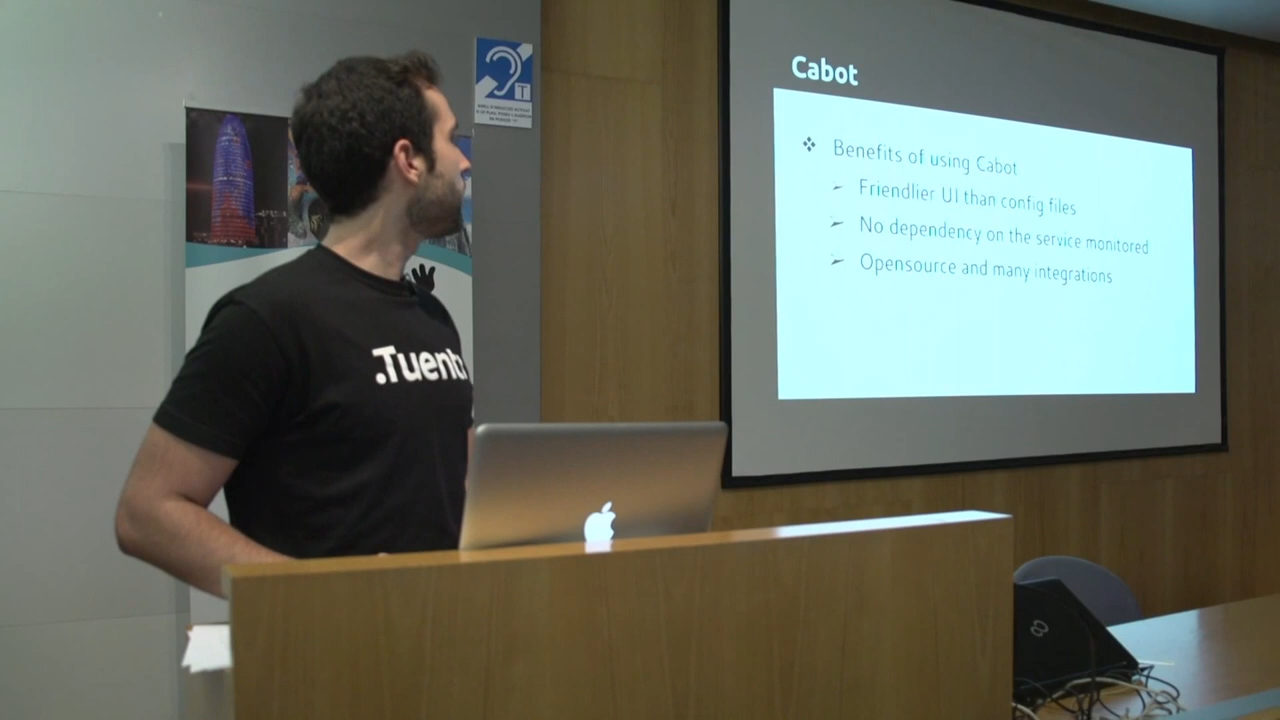 Cabot
Benefits of using Cabot
Friendlier UI than config files
No dependency on the service monitored
Opensource and many integrations
.Tuenti
T